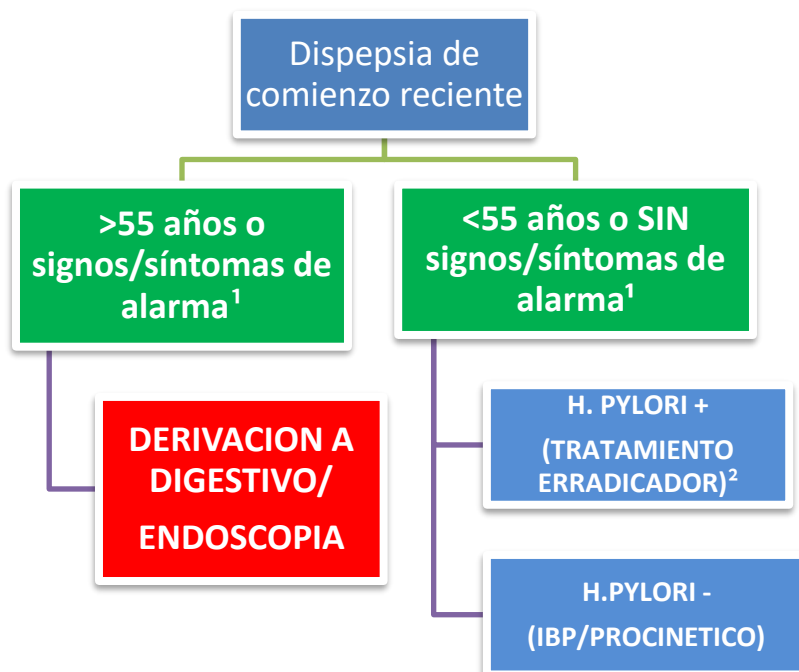 Dispepsia de
comienzo reciente
>55 años o
signos/síntomas de
alarma¹
<55 años o SIN
signos/síntomas de
alarma¹
DERIVACION A
DIGESTIVO/
ENDOSCOPIA
H. PYLORI +
(TRATAMIENTO
ERRADICADOR)²
H.PYLORI -
(IBP/PROCINETICO)